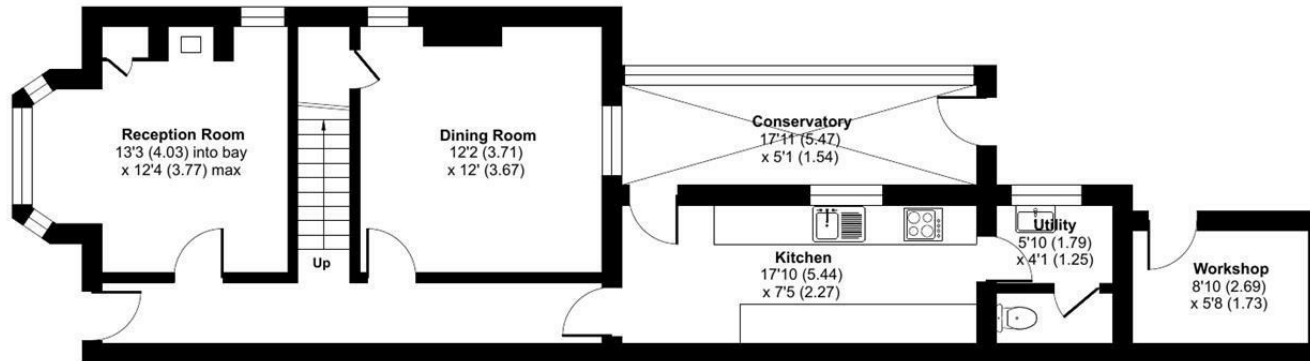 Reception Room
13'3 (4.03) into bay
x 12'4 (3.77) max
Up
Dining Room
12'2 (3.71)
x 12' (3.67)
Conservatory
17'11 (5.47)
x 5'1 (1.54)
Kitchen
17'10 (5.44)
x 7'5 (2.27)
Utility
5'10 (1.79)
x 4'1 (1.25)
Workshop
8'10 (2.69)
x 5'8 (1.73)